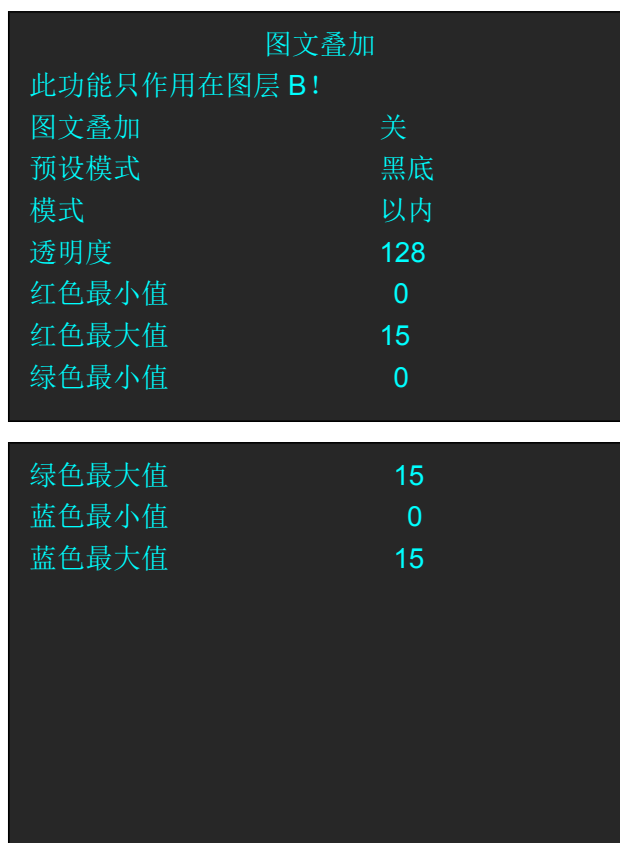 图文叠加
此功能只作用在图层 B!
图文叠加 关
预设模式 黑底
模式 以内
透明度 128
红色最小值 0
红色最大值 15
绿色最小值 0
绿色最大值 15
蓝色最小值 0
蓝色最大值 15